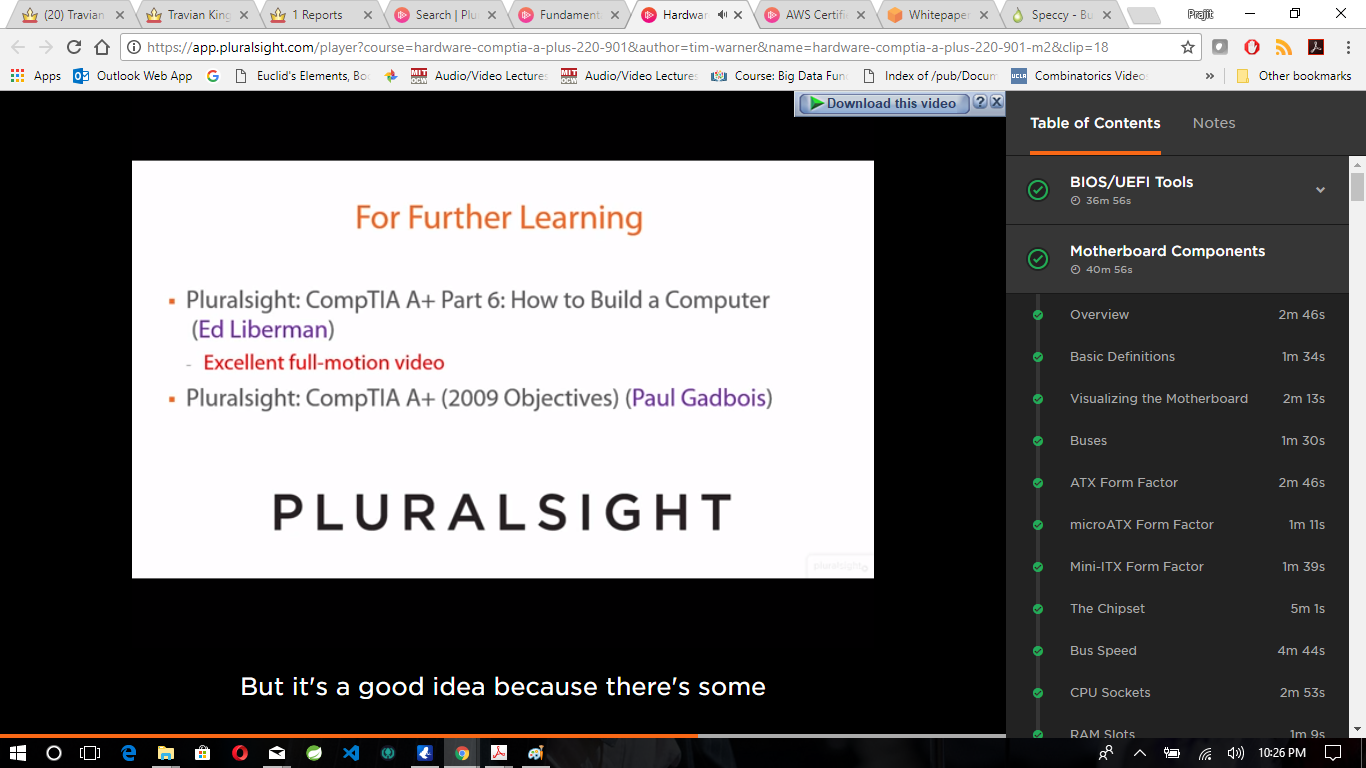 (20) Travian
Travian King
1 Reports
Search | Plu
Fundament
Hardwar
AWS Certifi
Whitepaper
Speccy - Bu
Prajit
https://app.pluralsight.com/player?course=hardware-comptia-a-plus-220-901&author=tim-warner&name=hardware-comptia-a-plus-220-901-m2&clip=18
Apps
Outlook Web App
Euclid's Elements, Bo
Audio/Video Lectures
Audio/Video Lectures
Course: Big Data Fun
Index of /pub/Docum
UCLA
Combinatorics Video
»
Other bookmarks
Download this video
Table of Contents
Notes
For Further Learning
Pluralsight: CompTIA A+ Part 6: How to Build a Computer
(Ed Liberman)
- Excellent full-motion video
Pluralsight: CompTIA A+ (2009 Objectives) (Paul Gadbois)
PLURALSIGHT
pluralsight
But it's a good idea because there's some
BIOS/UEFI Tools
36m 56s
Motherboard Components
40m 56s
Overview 2m 46s
Basic Definitions 1m 34s
Visualizing the Motherboard 2m 13s
Buses 1m 30s
ATX Form Factor 2m 46s
microATX Form Factor 1m 11s
Mini-ITX Form Factor 1m 39s
The Chipset 5m 1s
Bus Speed 4m 44s
CPU Sockets 2m 53s
RAM Slots 1m 9s
10:26 PM